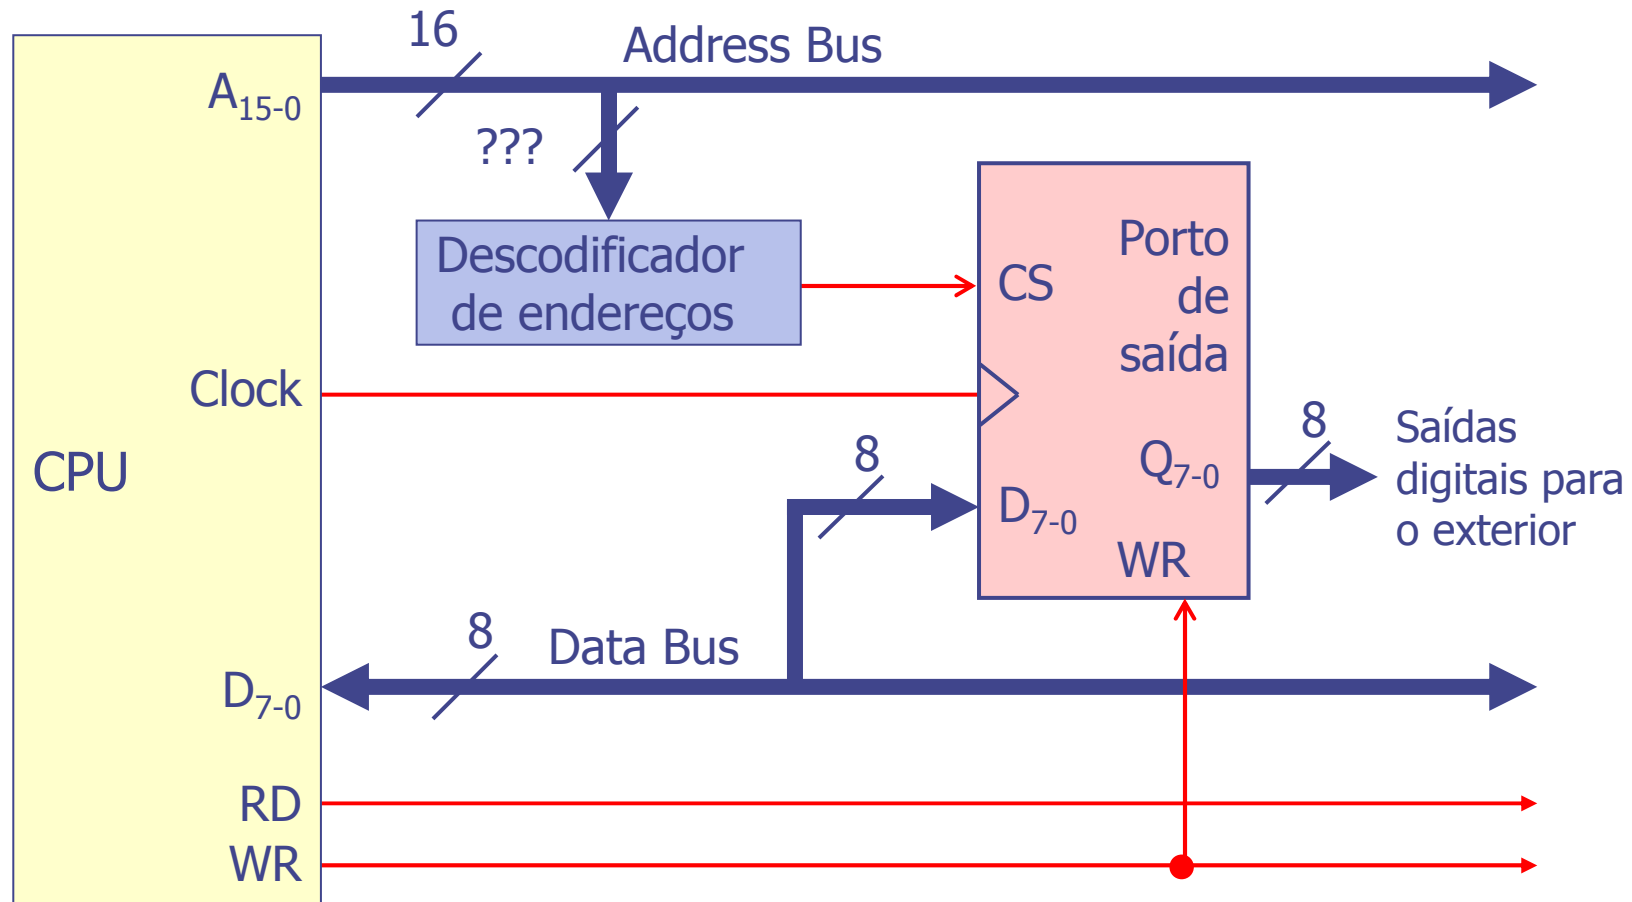 16
Address Bus
A15-0
???
Descodificador
de endereços
CS
Porto
de
saída
Clock
CPU
8
D7-0
Q7-0
WR
8
Saídas
digitais para
o exterior
8
Data Bus
D7-0
RD
WR